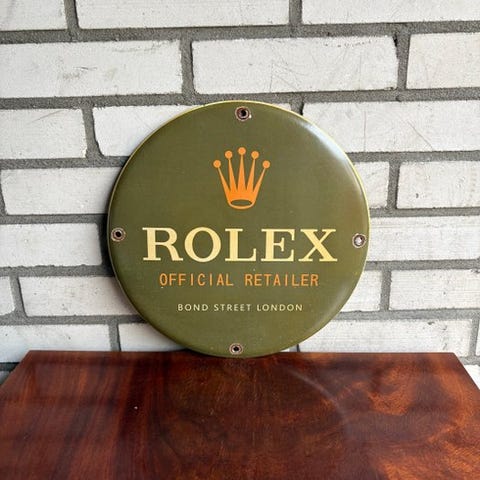 ROLEX
OFFICIAL RETAILER
BOND STREET LONDON